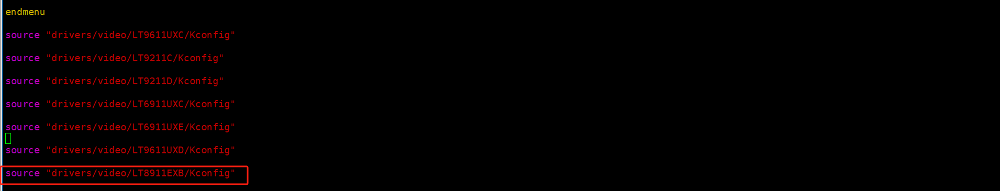 endmenu
source "drivers/video/LT9611UXC/Kconfig"
source "drivers/video/LT9211C/Kconfig"
source "drivers/video/LT9211D/Kconfig"
source "drivers/video/LT6911UXC/Kconfig"
source "drivers/video/LT6911UXE/Kconfig"
source "drivers/video/LT9611UXD/Kconfig"
source "drivers/video/LT8911EXB/Kconfig"